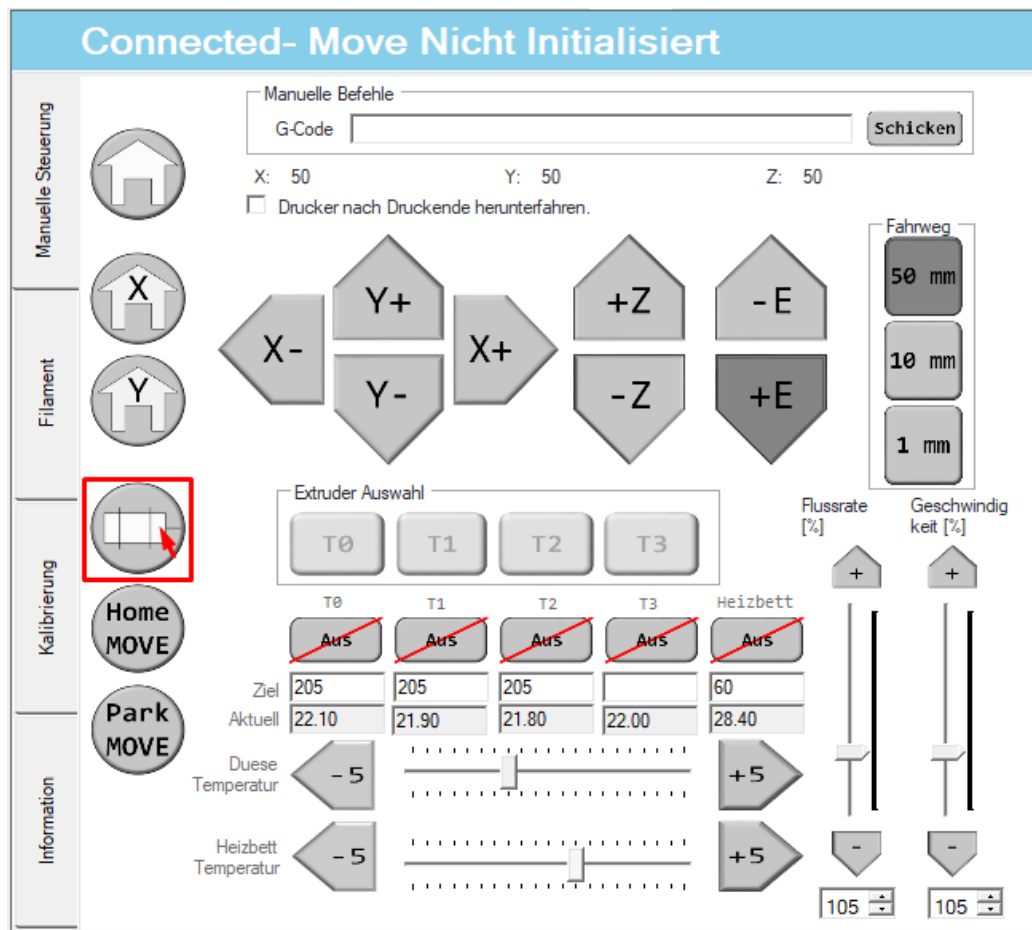 Connected- Move Nicht Initialisiert
Manuelle Steuerung
Filament
Kalibrierung
Information
Manuelle Befehle
G-Code
Schicken
X: 50 Y: 50 Z: 50
Drucker nach Druckende herunterfahren.
X
Y
Home
MOVE
Park
MOVE
X-
Y+
Y-
X+
+Z
-Z
-E
+E
Fahrweg
50 mm
10 mm
1 mm
Extruder Auswahl
T0 T1 T2 T3
T0 T1 T2 T3 Heizbett
Aus Aus Aus Aus Aus
Ziel 205 205 205 60
Aktuell 22.10 21.90 21.80 22.00 28.40
Duese
Temperatur
-5 +5
Heizbett
Temperatur
-5 +5
Flussrate
[%]
+
-
105
Geschwindig
keit [%]
+
-
105